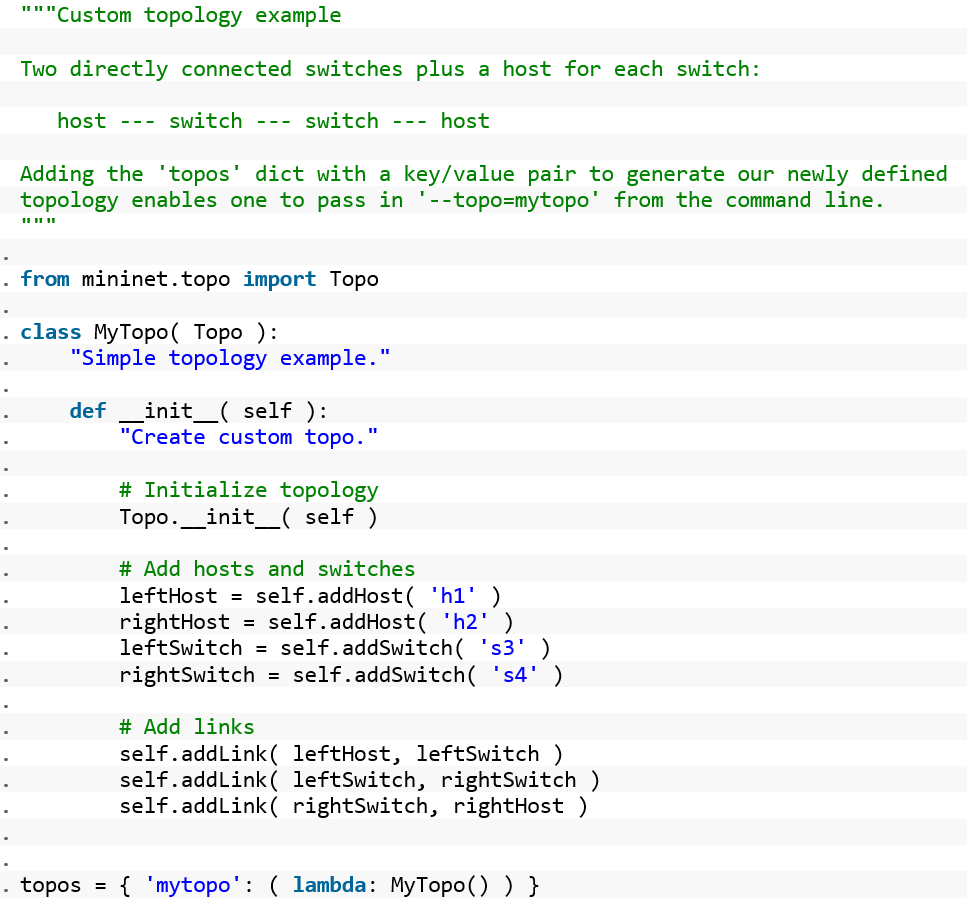 """Custom topology example

Two directly connected switches plus a host for each switch:

   host --- switch --- switch --- host

Adding the 'topos' dict with a key/value pair to generate our newly defined
topology enables one to pass in '--topo=mytopo' from the command line.
"""
.
. from mininet.topo import Topo
.
. class MyTopo( Topo ):
.     "Simple topology example."
.
.     def __init__( self ):
.         "Create custom topo."
.
.         # Initialize topology
.         Topo.__init__( self )
.
.         # Add hosts and switches
.         leftHost = self.addHost( 'h1' )
.         rightHost = self.addHost( 'h2' )
.         leftSwitch = self.addSwitch( 's3' )
.         rightSwitch = self.addSwitch( 's4' )
.
.         # Add links
.         self.addLink( leftHost, leftSwitch )
.         self.addLink( leftSwitch, rightSwitch )
.         self.addLink( rightSwitch, rightHost )
.
.
. topos = { 'mytopo': ( lambda: MyTopo() ) }